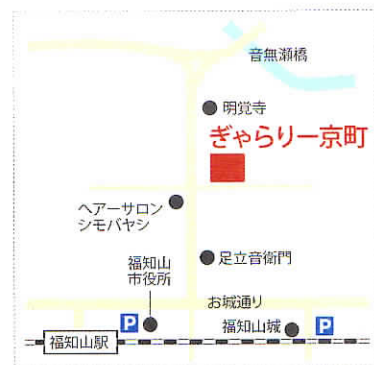 音無瀬橋
明覚寺
ぎゃらりー京町
ヘアーサロン
シモバヤシ
足立音衛門
福知山
市役所
お城通り
P
福知山城
P
福知山駅